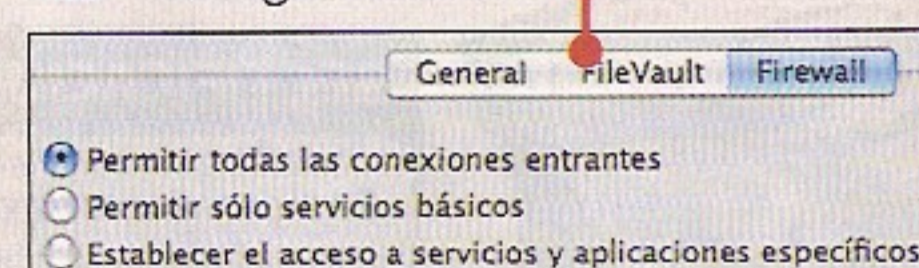 General FileVault Firewall
Permitir todas las conexiones entrantes
Permitir sólo servicios básicos
Establecer el acceso a servicios y aplicaciones específicos